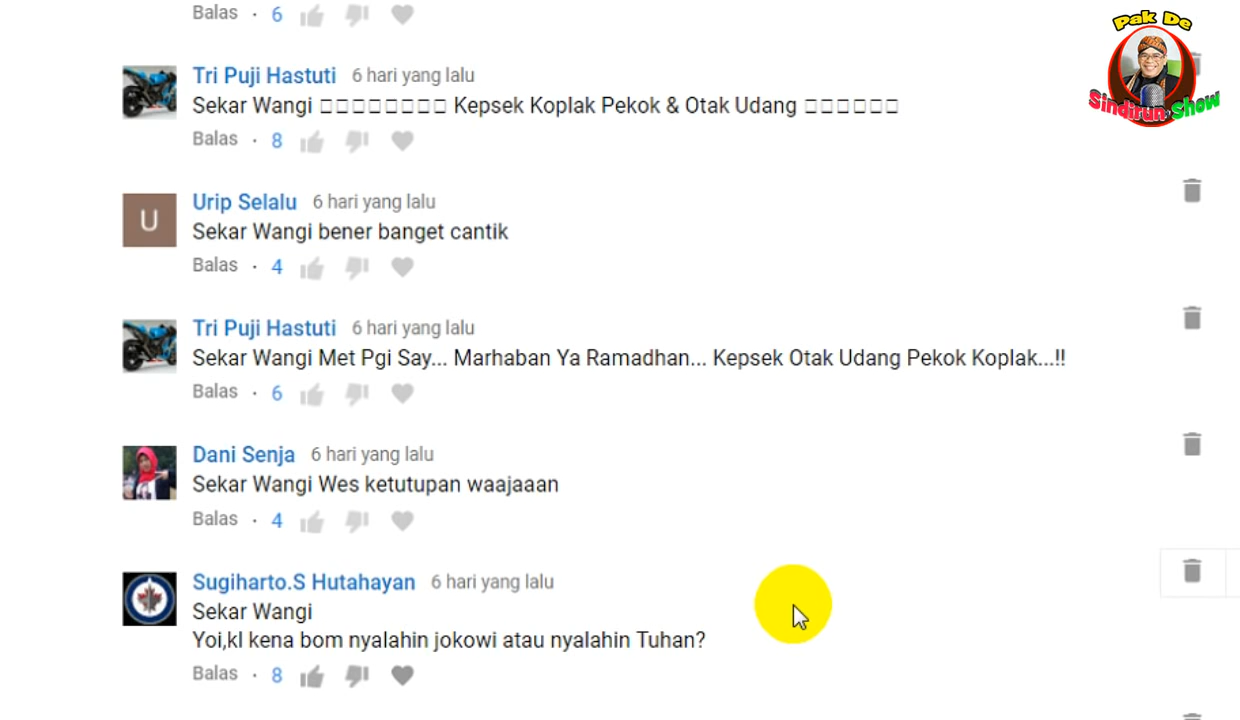 Balas · 6
Pak De
Sindirun Show
Tri Puji Hastuti 6 hari yang lalu
Sekar Wangi □□□□□□□□ Kepsek Koplak Pekok & Otak Udang □□□□□□
Balas · 8
U
Urip Selalu 6 hari yang lalu
Sekar Wangi bener banget cantik
Balas · 4
Tri Puji Hastuti 6 hari yang lalu
Sekar Wangi Met Pgi Say... Marhaban Ya Ramadhan... Kepsek Otak Udang Pekok Koplak...!!
Balas · 6
Dani Senja 6 hari yang lalu
Sekar Wangi Wes ketutupan waajaaan
Balas · 4
Sugiharto.S Hutahayan 6 hari yang lalu
Sekar Wangi
Yoi,kl kena bom nyalahin jokowi atau nyalahin Tuhan?
Balas · 8